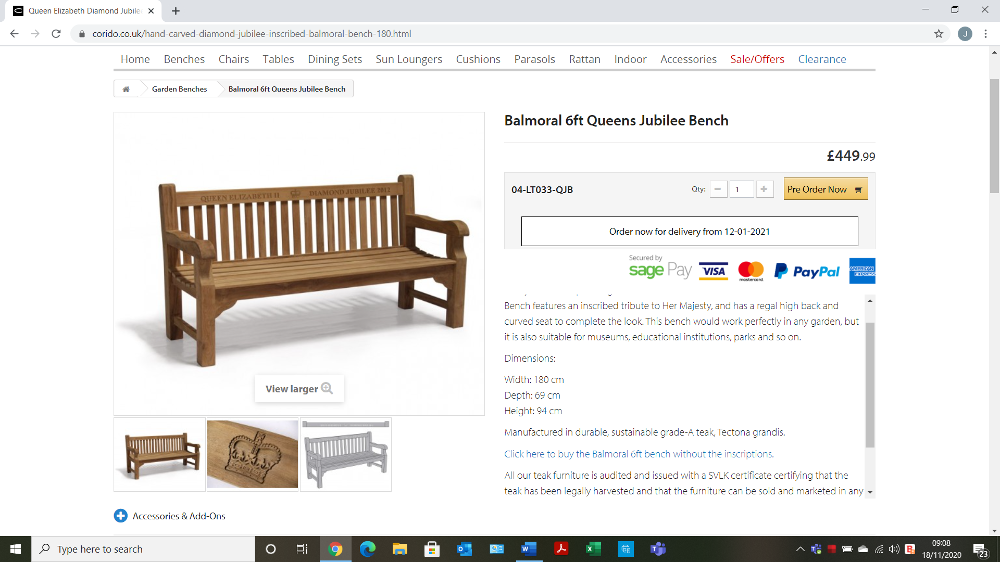 Queen Elizabeth Diamond Jubile
corido.co.uk/hand-carved-diamond-jubilee-inscribed-balmoral-bench-180.html
J
Home Benches Chairs Tables Dining Sets Sun Loungers Cushions Parasols Rattan Indoor Accessories Sale/Offers Clearance
Garden Benches Balmoral 6ft Queens Jubilee Bench
Balmoral 6ft Queens Jubilee Bench
£449.99
04-LT033-QJB Qty: 1 Pre Order Now
Order now for delivery from 12-01-2021
Secured by
sage Pay VISA mastercard. PayPal AMERICAN EXPRESS
QUEEN ELIZABETH II DIAMOND JUBILEE 2012
View larger
Bench features an inscribed tribute to Her Majesty, and has a regal high back and
curved seat to complete the look. This bench would work perfectly in any garden, but
it is also suitable for museums, educational institutions, parks and so on.
Dimensions:
Width: 180 cm
Depth: 69 cm
Height: 94 cm
Manufactured in durable, sustainable grade-A teak, Tectona grandis.
Click here to buy the Balmoral 6ft bench without the inscriptions.
All our teak furniture is audited and issued with a SVLK certificate certifying that the
teak has been legally harvested and that the furniture can be sold and marketed in any
Accessories & Add-Ons
Type here to search
09:08
18/11/2020
23